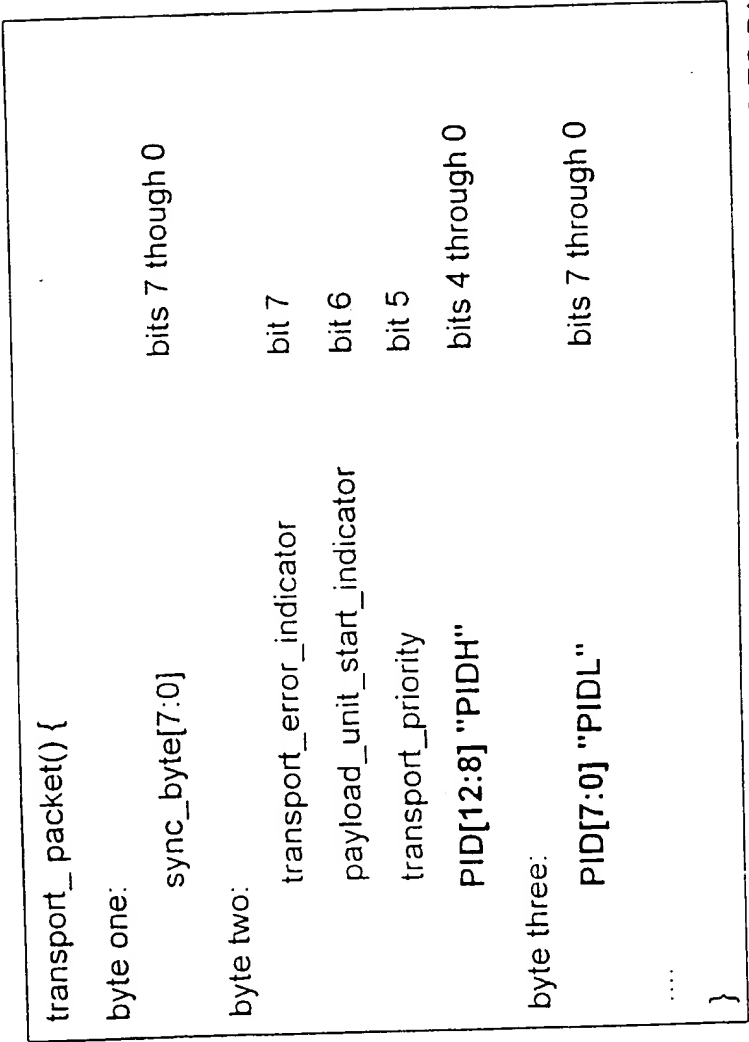 transport_ packet() {
byte one:
sync_byte[7:0] bits 7 though 0
byte two:
transport_error_indicator bit 7
payload_unit_start_indicator bit 6
transport_priority bit 5
PID[12:8] "PIDH" bits 4 through 0
byte three:
PID[7:0] "PIDL" bits 7 through 0
....
}